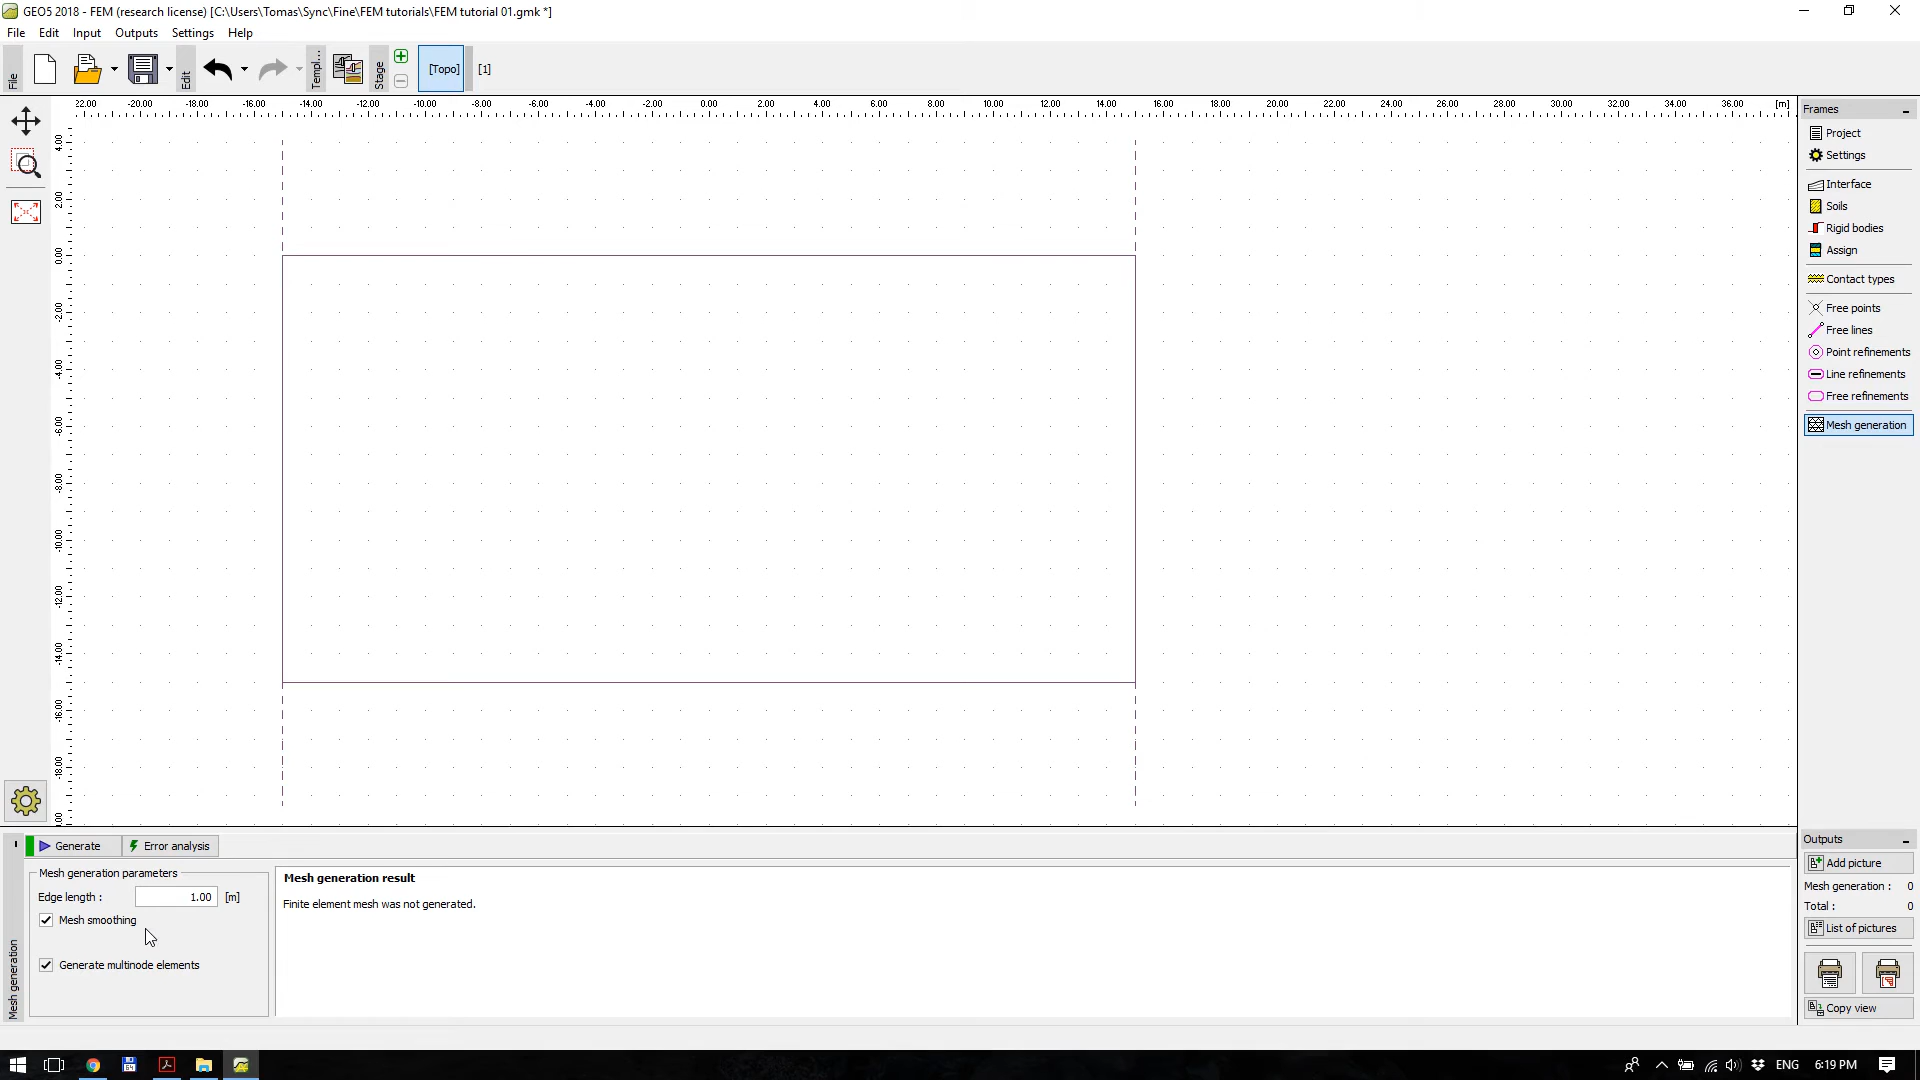 GEO5 2018 - FEM (research license) [C:\Users\Tomas\Sync\Fine\FEM tutorials\FEM tutorial 01.gmk *]
File Edit Input Outputs Settings Help
File
Edit
Templ...
Stage
[Topo] [1]
22.00 -20.00 -18.00 -16.00 -14.00 -12.00 -10.00 -8.00 -6.00 -4.00 -2.00 0.00 2.00 4.00 6.00 8.00 10.00 12.00 14.00 16.00 18.00 20.00 22.00 24.00 26.00 28.00 30.00 32.00 34.00 36.00 [m]
4.00
2.00
0.00
-2.00
-4.00
-6.00
-8.00
-10.00
-12.00
-14.00
-16.00
-18.00
Frames
Project
Settings
Interface
Soils
Rigid bodies
Assign
Contact types
Free points
Free lines
Point refinements
Line refinements
Free refinements
Mesh generation
Generate Error analysis
Mesh generation
Mesh generation parameters
Edge length : 1.00 [m]
Mesh smoothing
Generate multinode elements
Mesh generation result
Finite element mesh was not generated.
Outputs
Add picture
Mesh generation : 0
Total : 0
List of pictures
Copy view
64
ENG 6:19 PM